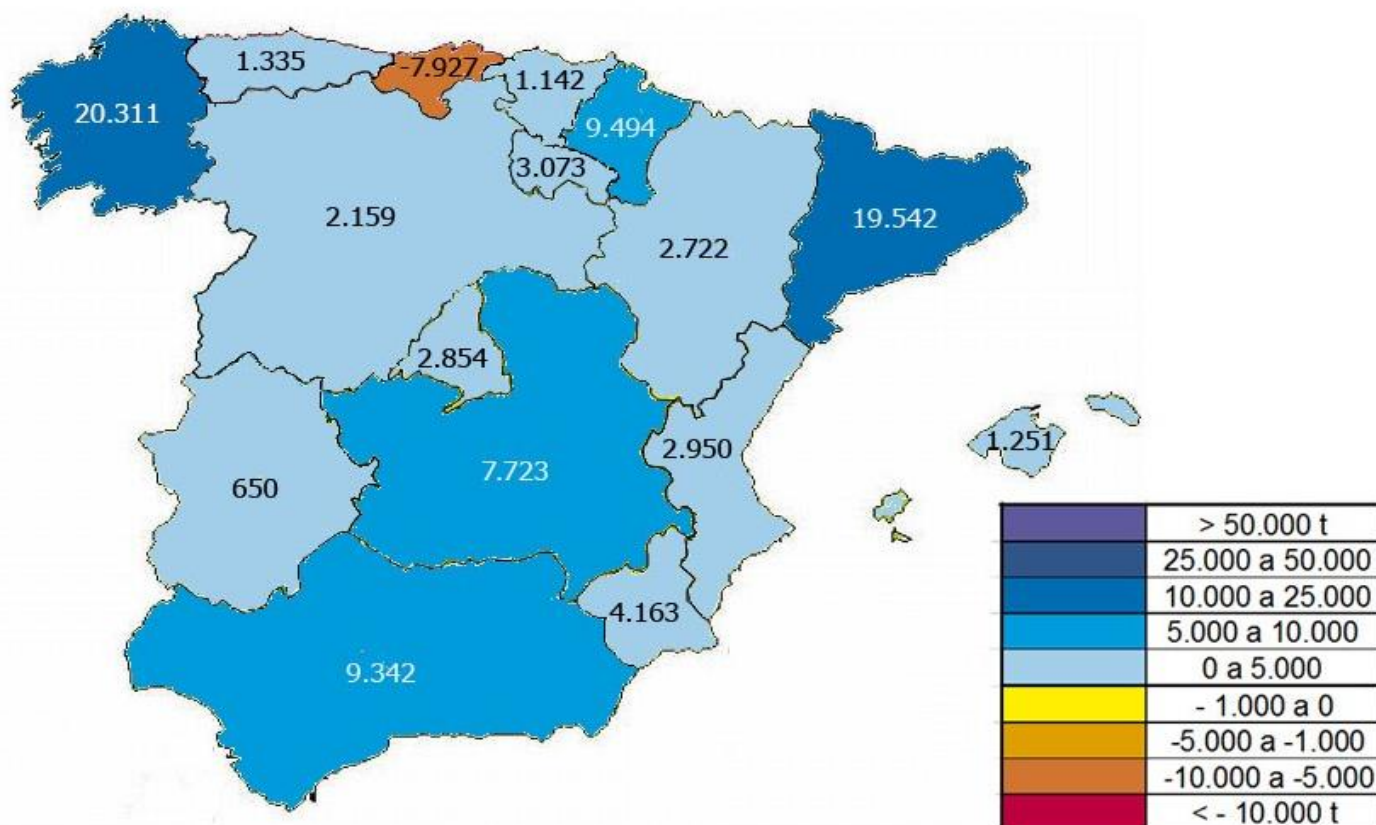 1.335
-7.927
1.142
20.311
9.494
3.073
2.159
19.542
2.722
2.854
2.950
1.251
7.723
650
4.163
9.342
> 50.000 t
25.000 a 50.000
10.000 a 25.000
5.000 a 10.000
0 a 5.000
- 1.000 a 0
-5.000 a -1.000
-10.000 a -5.000
< - 10.000 t